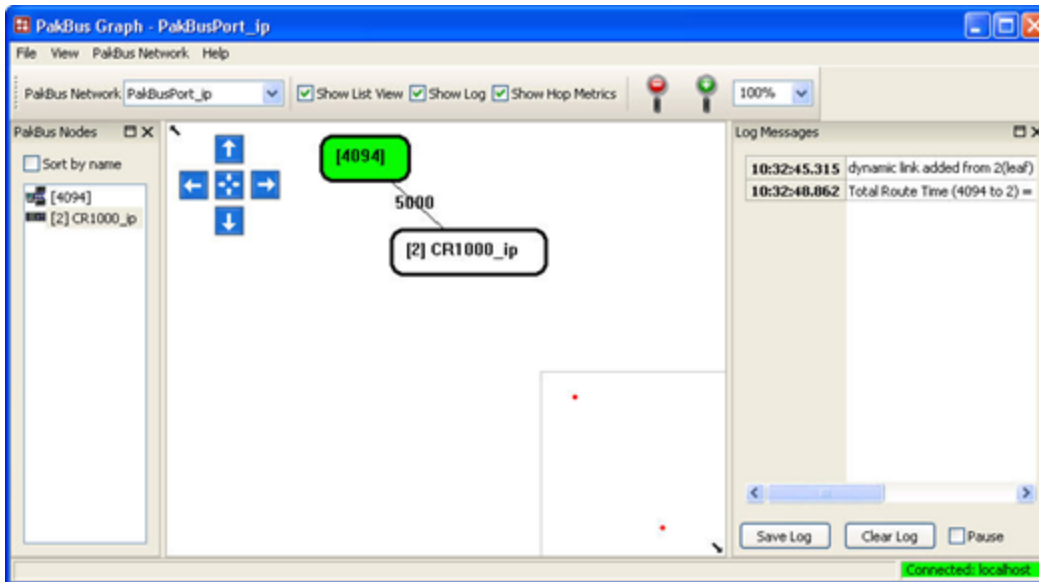 PakBus Graph - PakBusPort_ip
File View PakBus Network Help
PakBus Network PakBusPort_ip Show List View Show Log Show Hop Metrics 100%
PakBus Nodes
Sort by name
[4094]
[2] CR1000_ip
[4094]
5000
[2] CR1000_ip
Log Messages
10:32:45.315 dynamic link added from 2(leaf)
10:32:48.862 Total Route Time (4094 to 2) =
Save Log Clear Log Pause
Connected: localhost